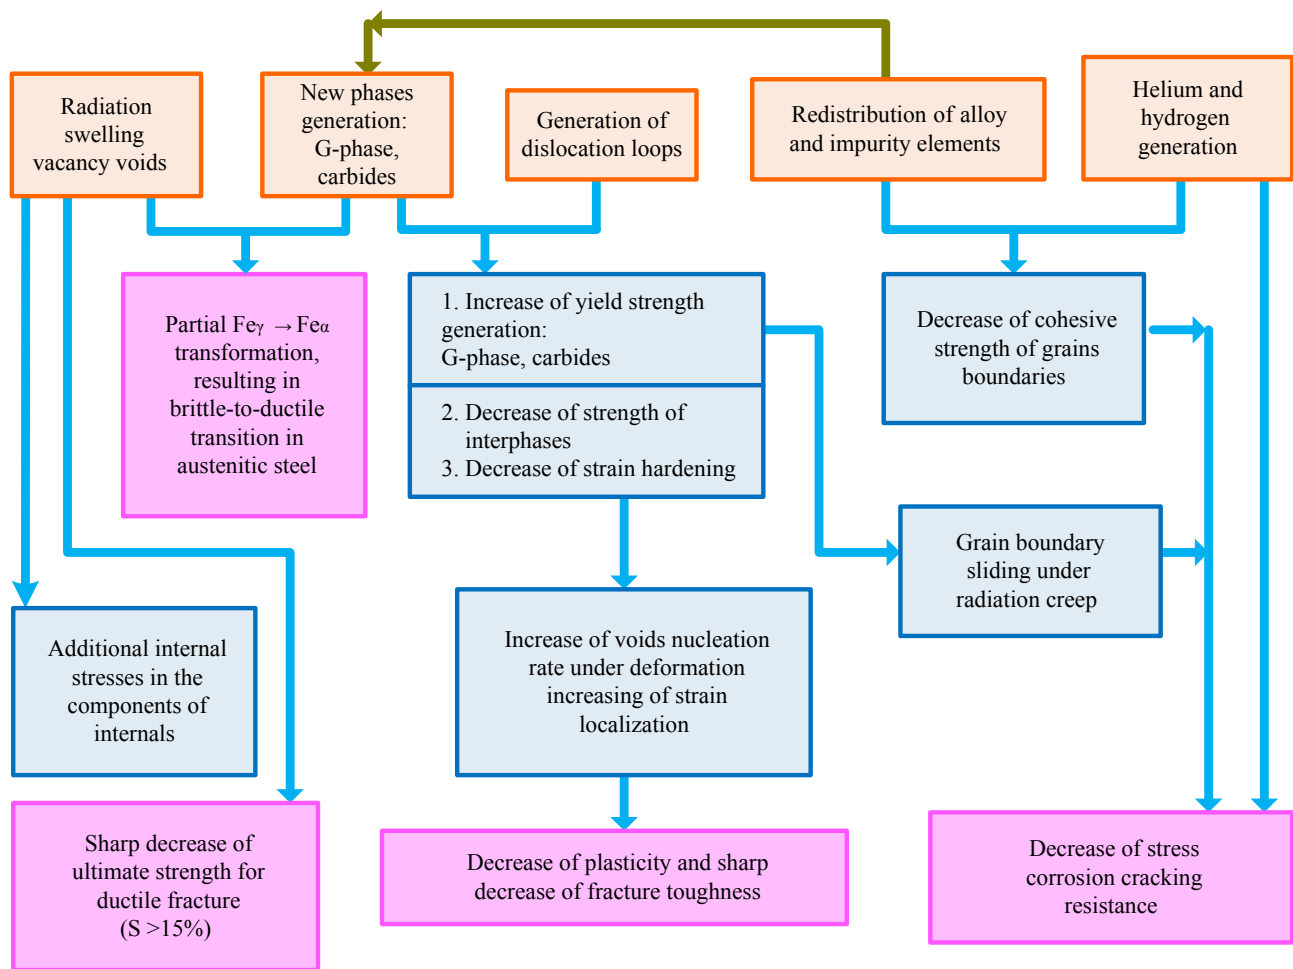 Radiation
swelling
vacancy voids
New phases
generation:
G-phase,
carbides
Generation of
dislocation loops
Redistribution of alloy
and impurity elements
Helium and
hydrogen
generation
Partial Feγ → Feα
transformation,
resulting in
brittle-to-ductile
transition in
austenitic steel
1. Increase of yield strength
generation:
G-phase, carbides
2. Decrease of strength of
interphases
3. Decrease of strain hardening
Decrease of cohesive
strength of grains
boundaries
Grain boundary
sliding under
radiation creep
Additional internal
stresses in the
components of
internals
Increase of voids nucleation
rate under deformation
increasing of strain
localization
Sharp decrease of
ultimate strength for
ductile fracture
(S >15%)
Decrease of plasticity and sharp
decrease of fracture toughness
Decrease of stress
corrosion cracking
resistance